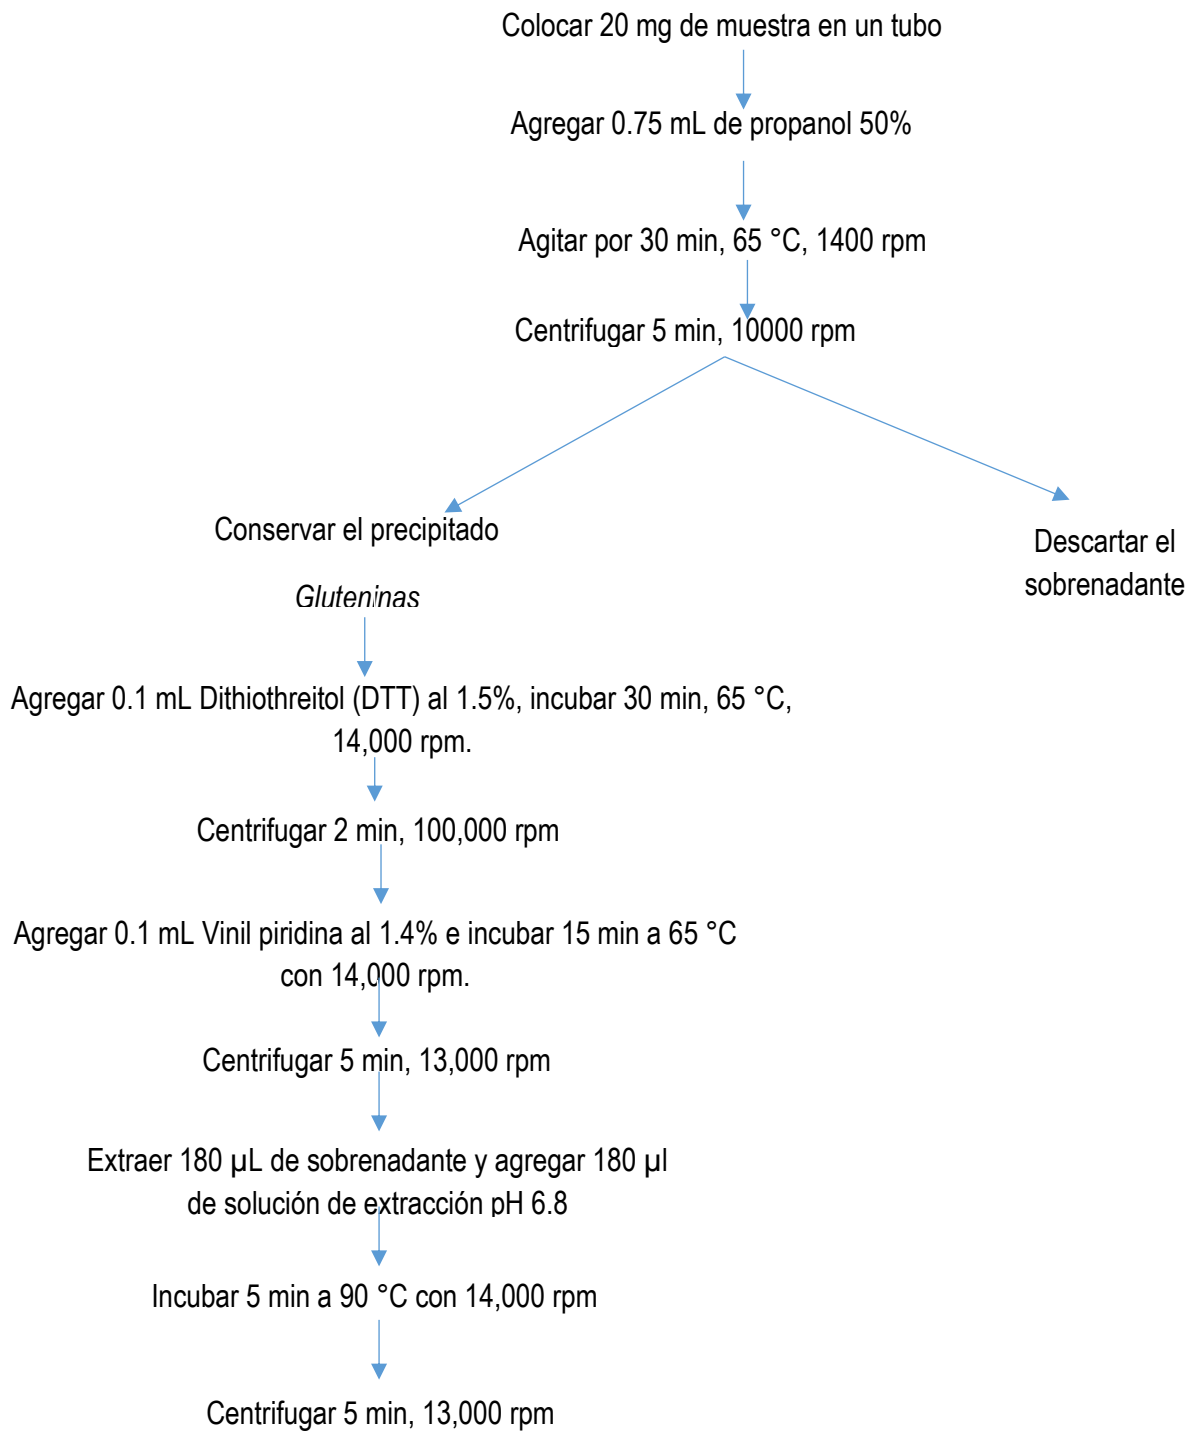 Colocar 20 mg de muestra en un tubo
Agregar 0.75 mL de propanol 50%
Agitar por 30 min, 65 °C, 1400 rpm
Centrifugar 5 min, 10000 rpm
Conservar el precipitado
Descartar el
sobrenadante
Gluteninas
Agregar 0.1 mL Dithiothreitol (DTT) al 1.5%, incubar 30 min, 65 °C,
14,000 rpm.
Centrifugar 2 min, 100,000 rpm
Agregar 0.1 mL Vinil piridina al 1.4% e incubar 15 min a 65 °C
con 14,000 rpm.
Centrifugar 5 min, 13,000 rpm
Extraer 180 µL de sobrenadante y agregar 180 µl
de solución de extracción pH 6.8
Incubar 5 min a 90 °C con 14,000 rpm
Centrifugar 5 min, 13,000 rpm